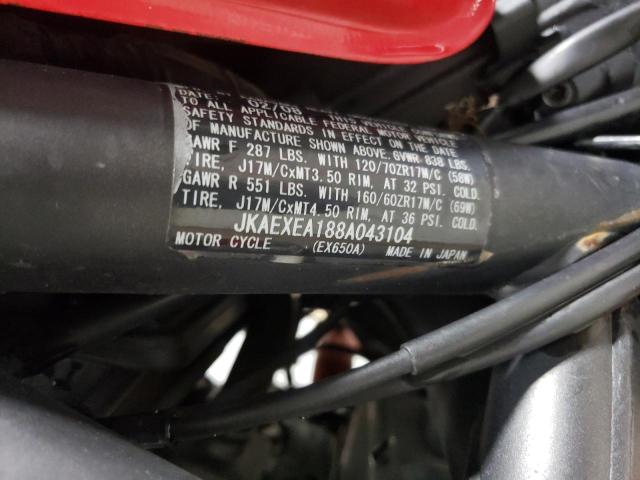 DATE 02/08 THIS VEHICLE
TO ALL APPLICABLE FEDERAL MOTOR VEHICLE
SAFETY STANDARDS IN EFFECT ON THE DATE
OF MANUFACTURE SHOWN ABOVE. GVWR 838 LBS.
GAWR F 287 LBS. WITH 120/70ZR17M/C (58W)
TIRE, J17M/CxMT3.50 RIM, AT 32 PSI. COLD.
GAWR R 551 LBS. WITH 160/60ZR17M/C (69W)
TIRE, J17M/CxMT4.50 RIM, AT 36 PSI. COLD.
JKAEXEA188A043104
MOTOR CYCLE (EX650A) MADE IN JAPAN